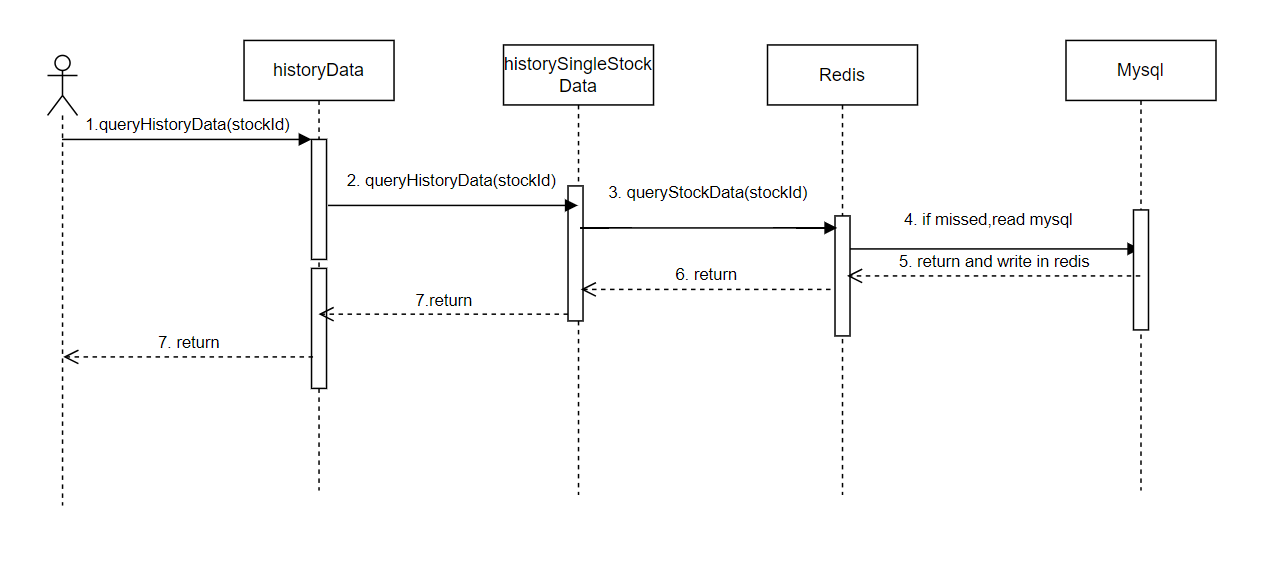 historyData
historySingleStock
Data
Redis
Mysql
1.queryHistoryData(stockId)
2. queryHistoryData(stockId)
3. queryStockData(stockId)
4. if missed,read mysql
5. return and write in redis
6. return
7.return
7. return